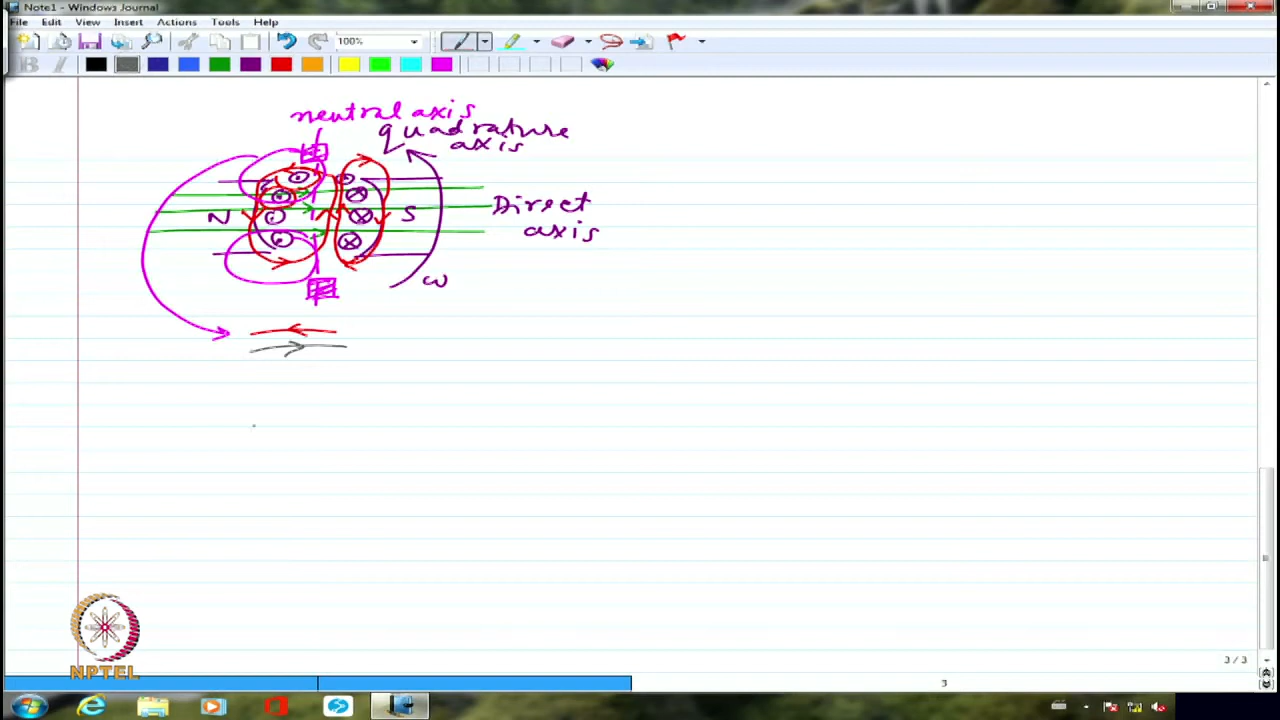 Note1 - Windows Journal
File Edit View Insert Actions Tools Help
100%
B I
neutral axis
quadrature
axis
N S
Direct
axis
ω
NPTEL
3 / 3
3